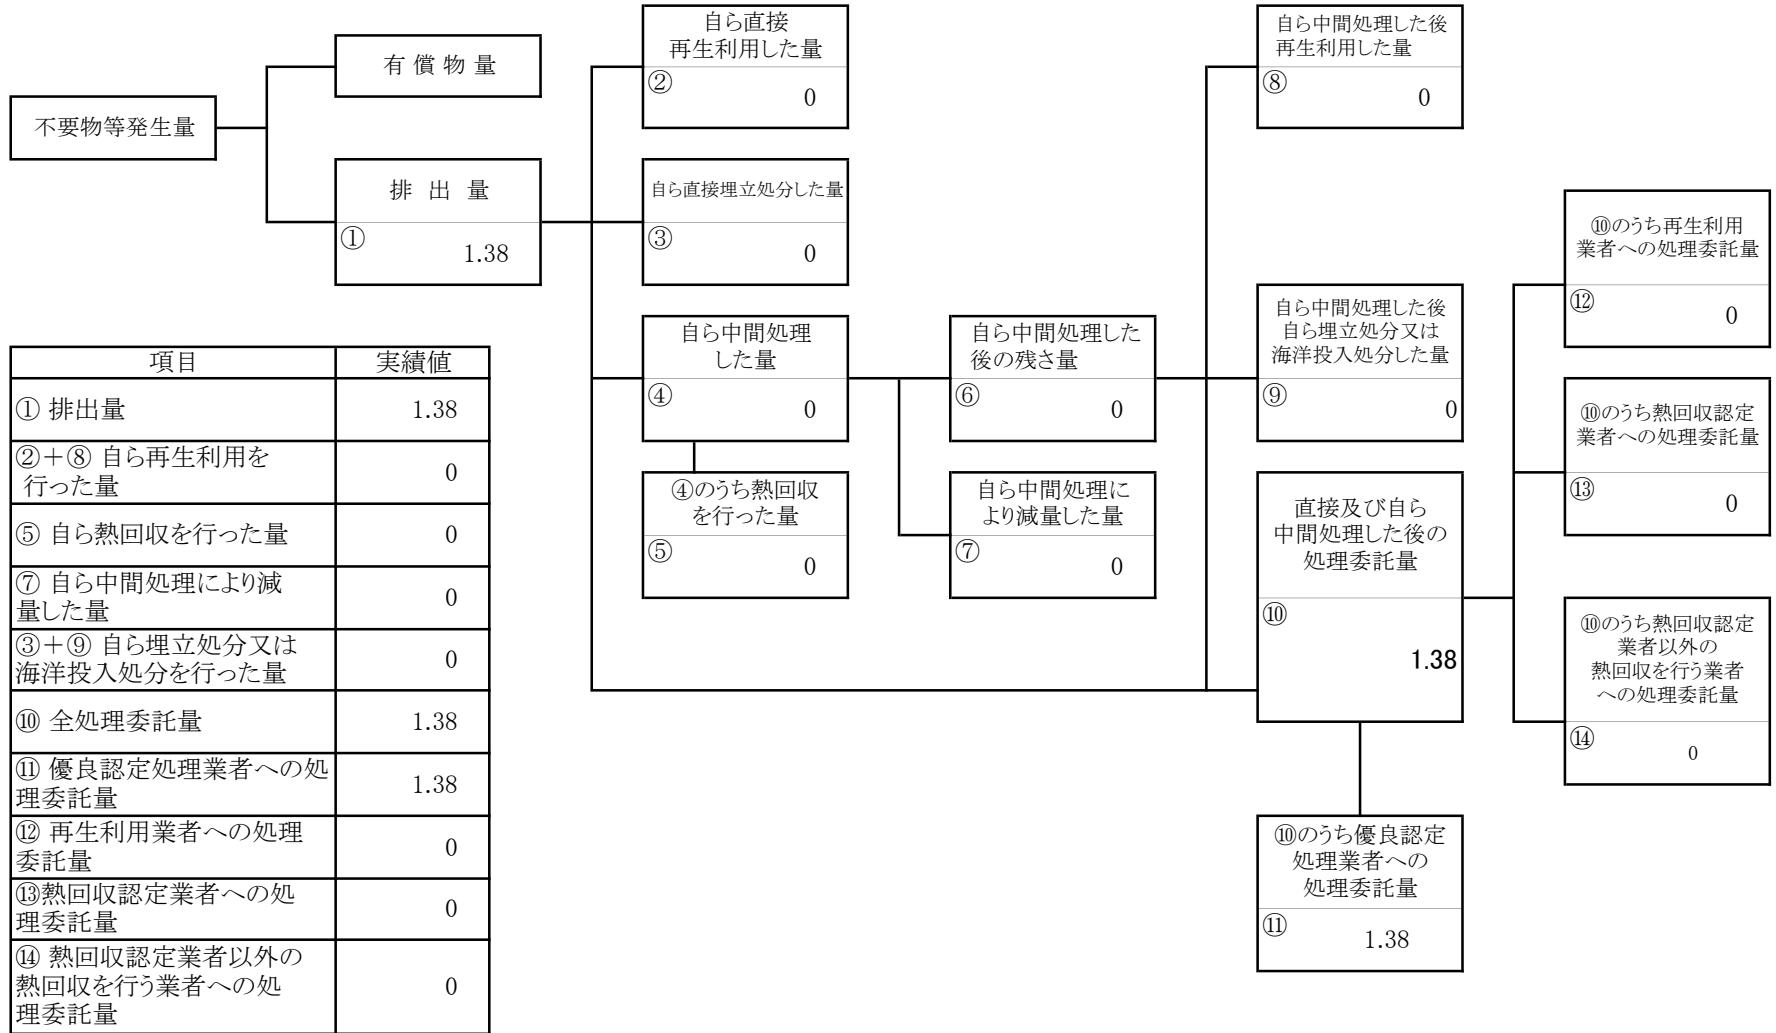 不要物等発生量
有 償 物 量
排 出 量
①
1.38
自ら直接
再生利用した量
②
0
自ら直接埋立処分した量
③
0
自ら中間処理
した量
④
0
④のうち熱回収
を行った量
⑤
0
自ら中間処理した
後の残さ量
⑥
0
自ら中間処理に
より減量した量
⑦
0
自ら中間処理した後
再生利用した量
⑧
0
自ら中間処理した後
自ら埋立処分又は
海洋投入処分した量
⑨
0
直接及び自ら
中間処理した後の
処理委託量
⑩
1.38
⑩のうち優良認定
処理業者への
処理委託量
⑪
1.38
⑩のうち再生利用
業者への処理委託量
⑫
0
⑩のうち熱回収認定
業者への処理委託量
⑬
0
⑩のうち熱回収認定
業者以外の
熱回収を行う業者
への処理委託量
⑭
0
項目 実績値
① 排出量 1.38
②+⑧ 自ら再生利用を
行った量 0
⑤ 自ら熱回収を行った量 0
⑦ 自ら中間処理により減
量した量 0
③+⑨ 自ら埋立処分又は
海洋投入処分を行った量 0
⑩ 全処理委託量 1.38
⑪ 優良認定処理業者への処
理委託量 1.38
⑫ 再生利用業者への処理
委託量 0
⑬熱回収認定業者への処
理委託量 0
⑭ 熱回収認定業者以外の
熱回収を行う業者への処
理委託量 0